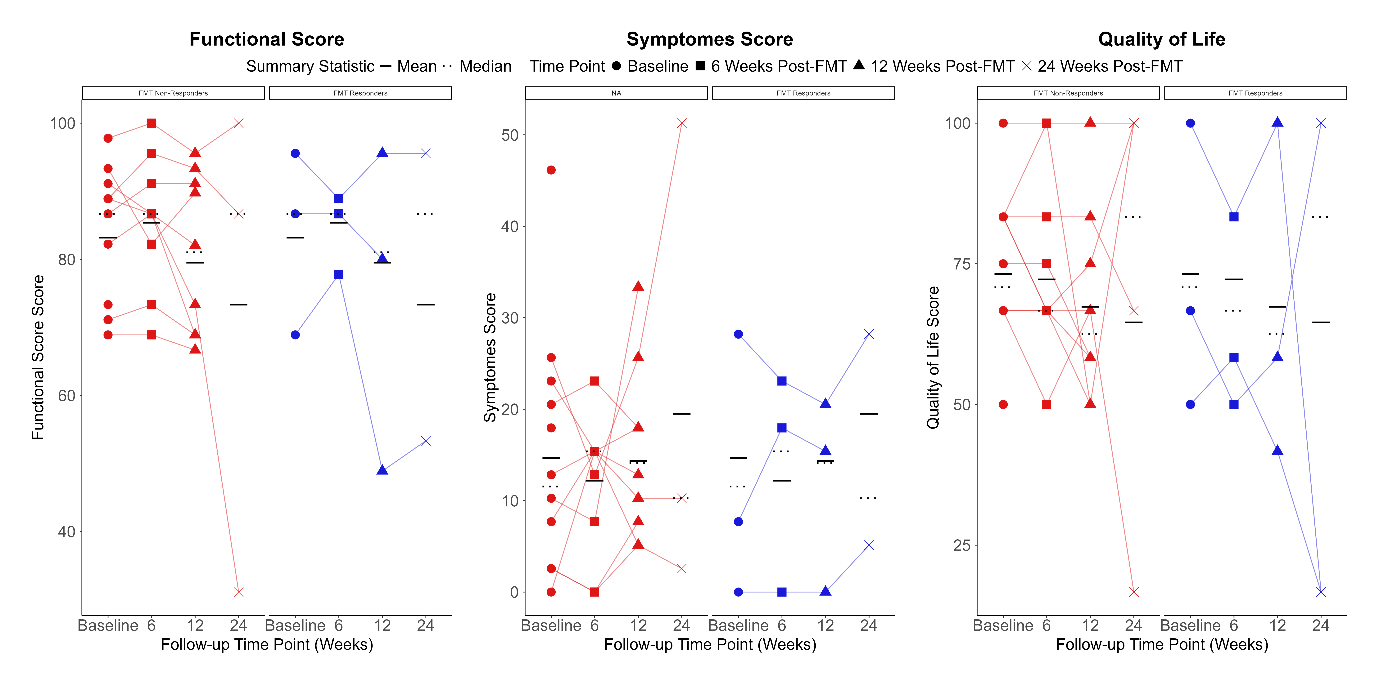 Functional Score
Symptomes Score
Quality of Life
Summary Statistic Mean Median Time Point Baseline 6 Weeks Post-FMT 12 Weeks Post-FMT 24 Weeks Post-FMT
FMT Non-Responders
FMT Responders
NA
FMT Responders
FMT Non-Responders
FMT Responders
Functional Score Score
100
80
60
40
Baseline 6 12 24 Baseline 6 12 24
Follow-up Time Point (Weeks)
Symptomes Score
50
40
30
20
10
0
Baseline 6 12 24 Baseline 6 12 24
Follow-up Time Point (Weeks)
Quality of Life Score
100
75
50
25
Baseline 6 12 24 Baseline 6 12 24
Follow-up Time Point (Weeks)